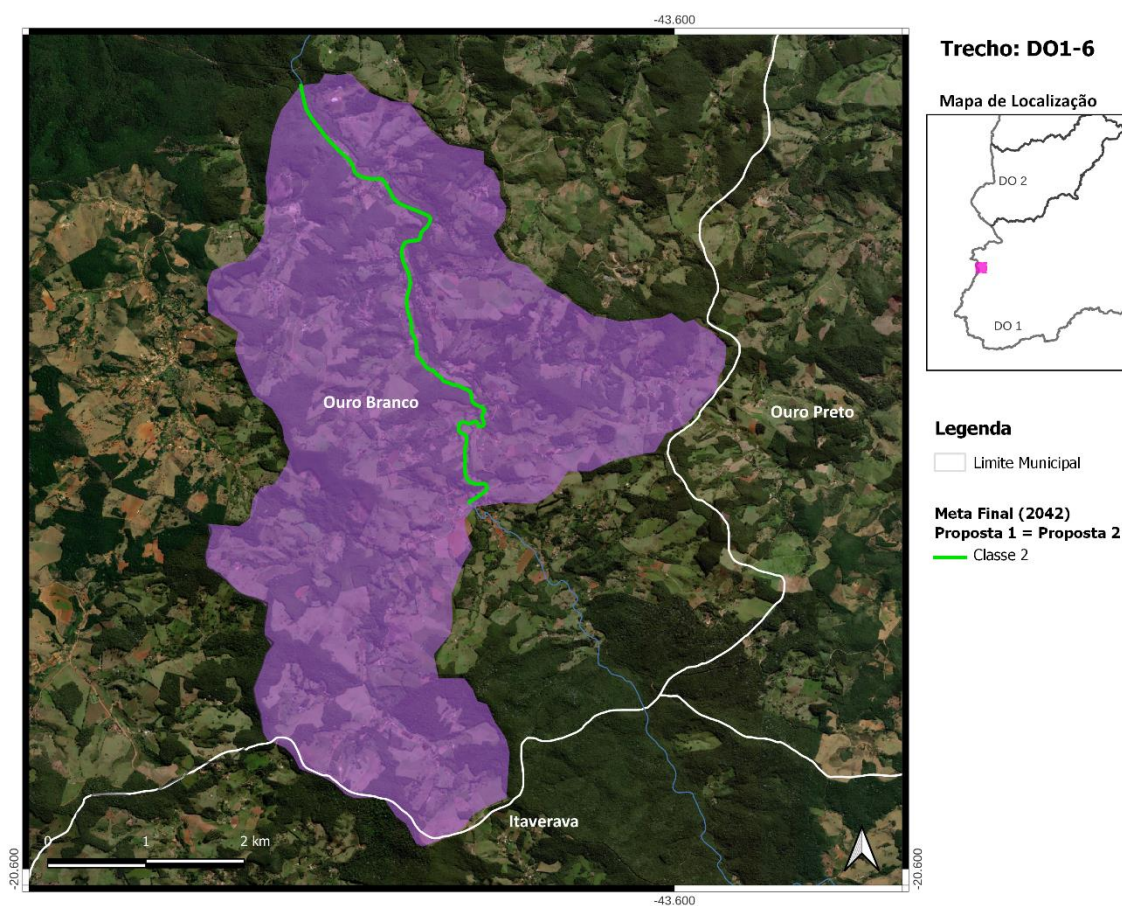 -43.600
Trecho: DO1-6
Mapa de Localização
DO 2
DO 1
Ouro Branco
Ouro Preto
Legenda
Limite Municipal
Meta Final (2042)
Proposta 1 = Proposta 2
Classe 2
Itaverava
0 1 2 km
-20.600
-20.600
-43.600